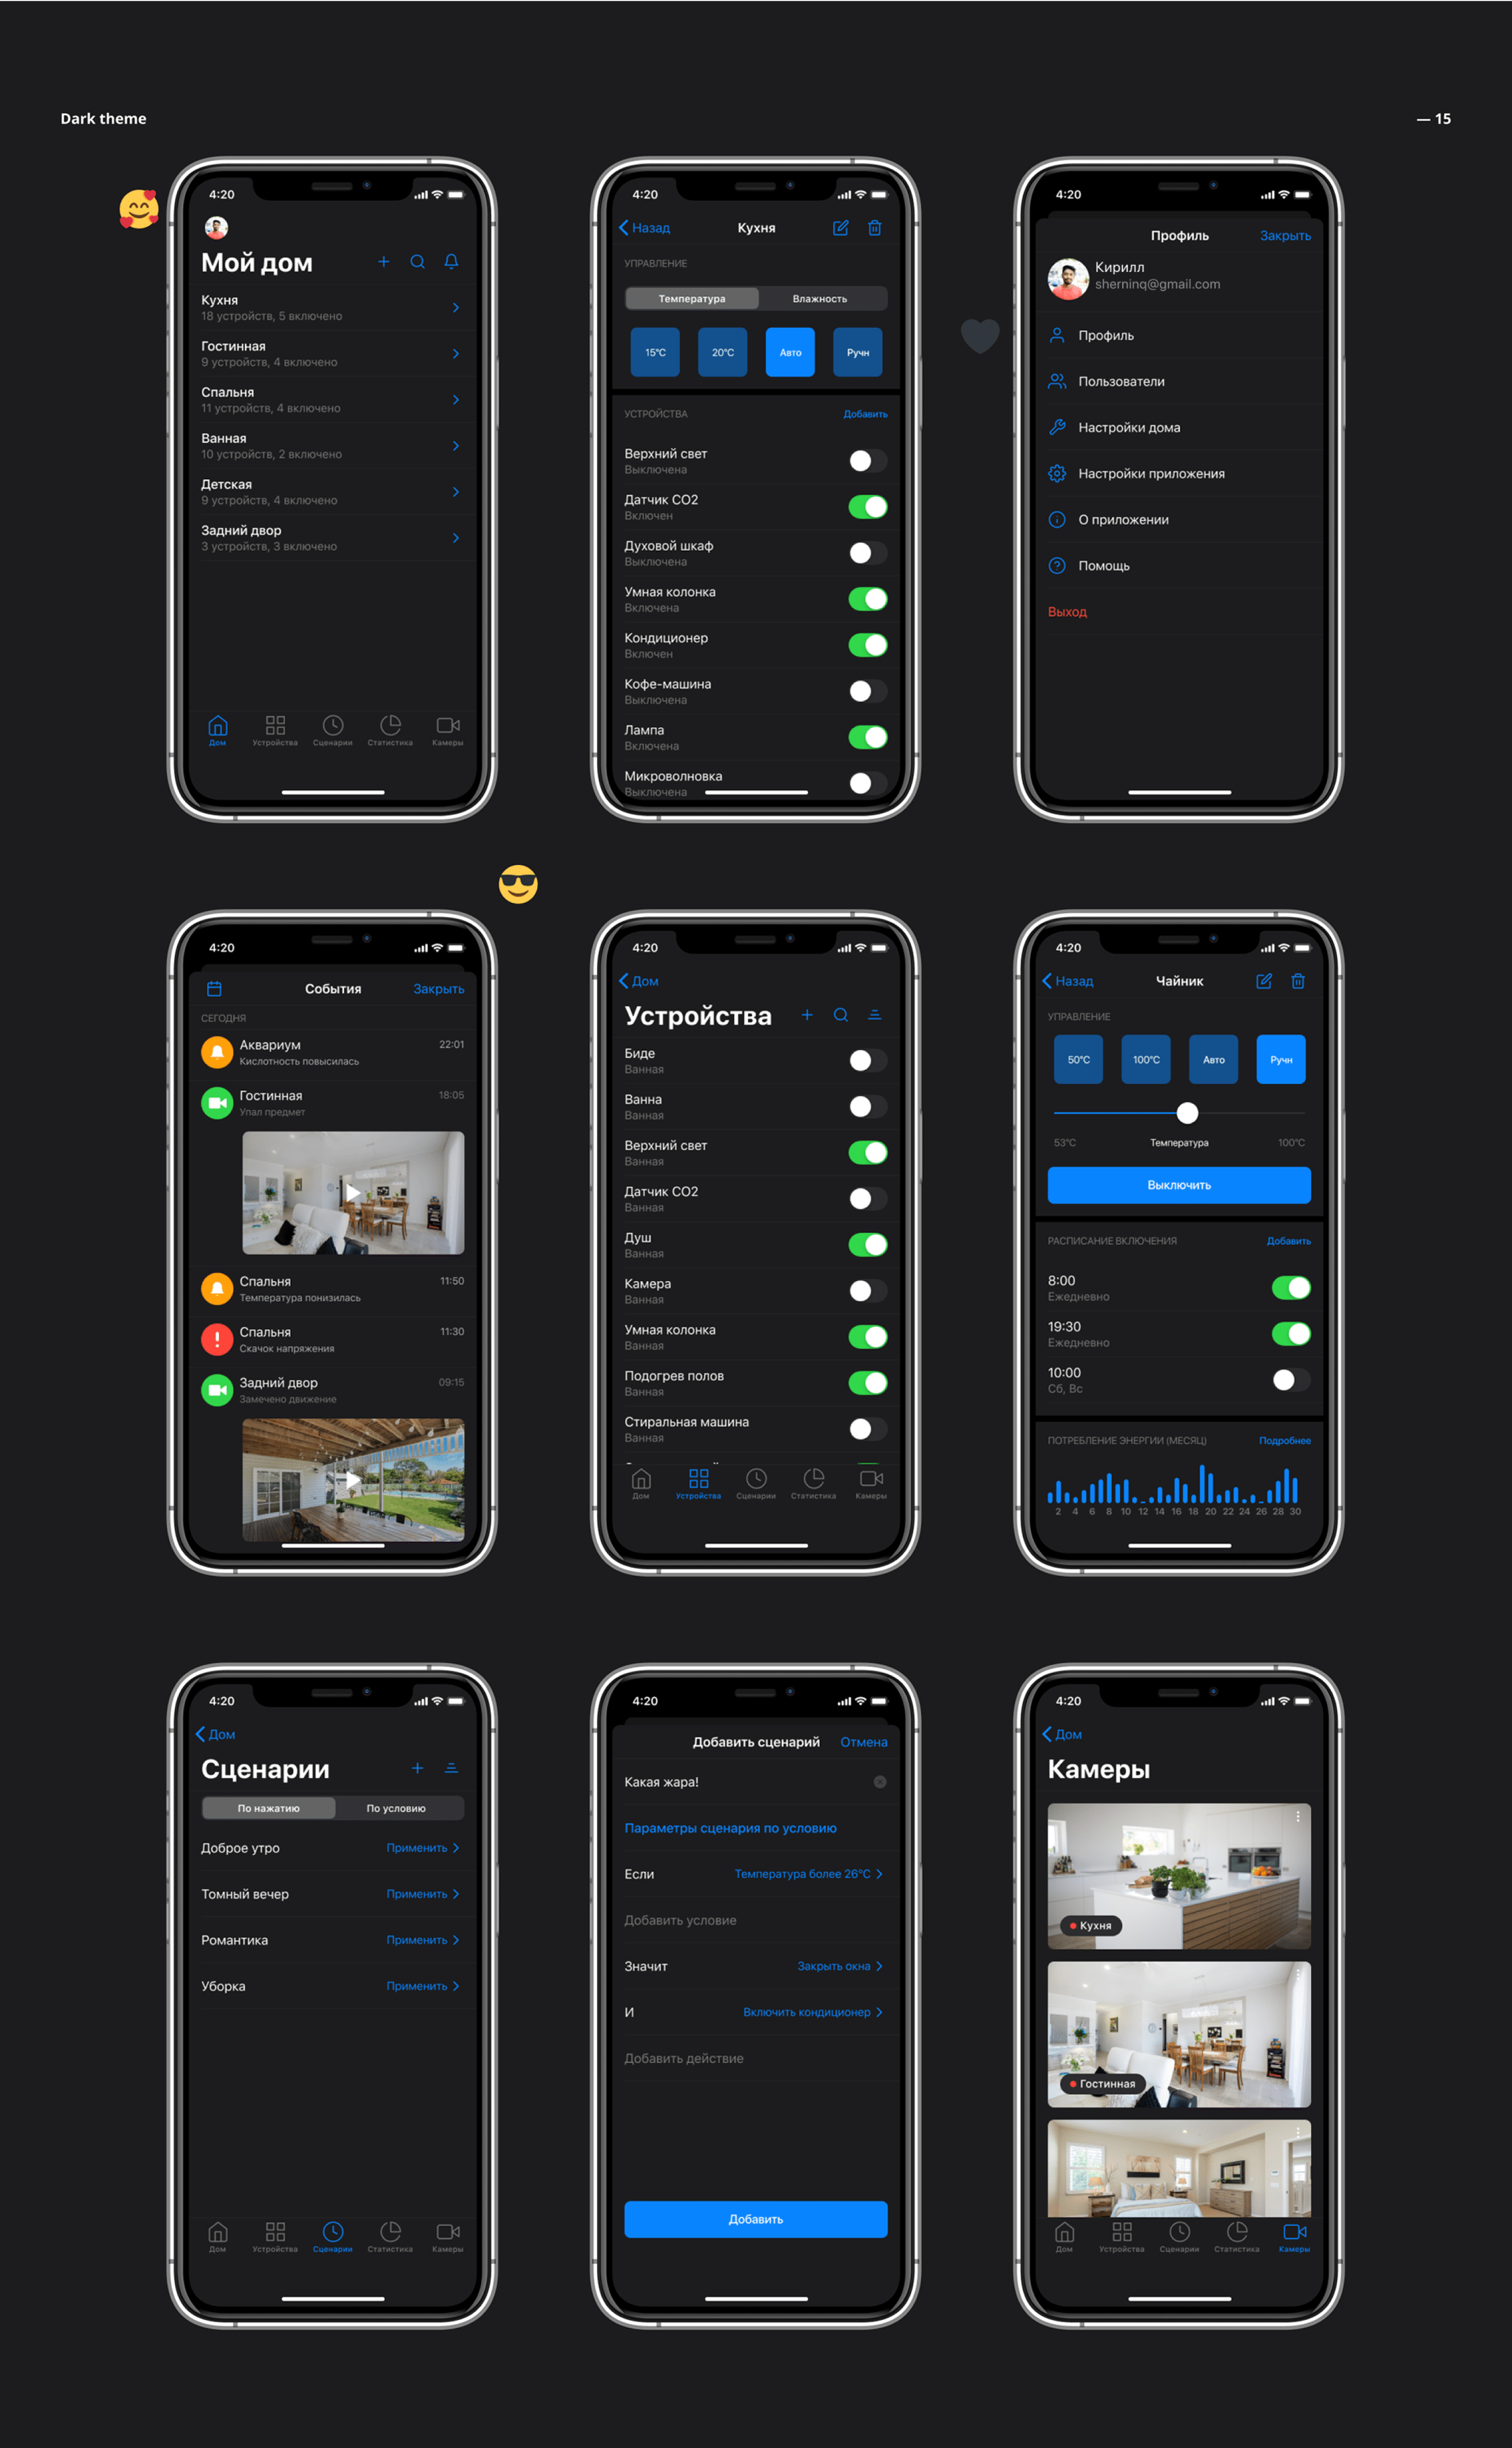 Dark theme
— 15
4:20
Мой дом
Кухня
18 устройств, 5 включено
Гостинная
9 устройств, 4 включено
Спальня
11 устройств, 4 включено
Ванная
10 устройств, 2 включено
Детская
9 устройств, 4 включено
Задний двор
3 устройств, 3 включено
Дом Устройства Сценарии Статистика Камеры
4:20
Назад Кухня
УПРАВЛЕНИЕ
Температура Влажность
15°C 20°C Авто Ручн
УСТРОЙСТВА Добавить
Верхний свет
Выключена
Датчик CO2
Включен
Духовой шкаф
Выключена
Умная колонка
Включена
Кондиционер
Включен
Кофе-машина
Выключена
Лампа
Включена
Микроволновка
Выключена
4:20
Профиль Закрыть
Кирилл
sherninq@gmail.com
Профиль
Пользователи
Настройки дома
Настройки приложения
О приложении
Помощь
Выход
4:20
События Закрыть
СЕГОДНЯ
Аквариум 22:01
Кислотность повысилась
Гостинная 18:05
Упал предмет
Спальня 11:50
Температура понизилась
Спальня 11:30
Скачок напряжения
Задний двор 09:15
Замечено движение
4:20
Дом
Устройства
Биде
Ванная
Ванна
Ванная
Верхний свет
Ванная
Датчик CO2
Ванная
Душ
Ванная
Камера
Ванная
Умная колонка
Ванная
Подогрев полов
Ванная
Стиральная машина
Ванная
Дом Устройства Сценарии Статистика Камеры
4:20
Назад Чайник
УПРАВЛЕНИЕ
50°C 100°C Авто Ручн
53°C Температура 100°C
Выключить
РАСПИСАНИЕ ВКЛЮЧЕНИЯ Добавить
8:00
Ежедневно
19:30
Ежедневно
10:00
Сб, Вс
ПОТРЕБЛЕНИЕ ЭНЕРГИИ (МЕСЯЦ) Подробнее
2 4 6 8 10 12 14 16 18 20 22 24 26 28 30
4:20
Дом
Сценарии
По нажатию По условию
Доброе утро Применить
Томный вечер Применить
Романтика Применить
Уборка Применить
Дом Устройства Сценарии Статистика Камеры
4:20
Добавить сценарий Отмена
Какая жара!
Параметры сценария по условию
Если Температура более 26°C
Добавить условие
Значит Закрыть окна
И Включить кондиционер
Добавить действие
Добавить
4:20
Дом
Камеры
Кухня
Гостинная
Дом Устройства Сценарии Статистика Камеры